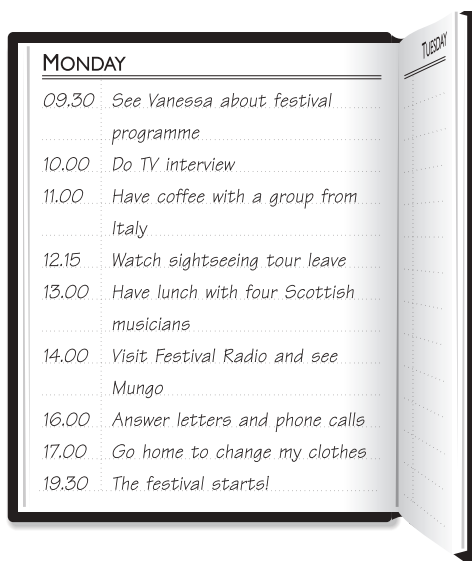 MONDAY
TUESDAY
09.30 See Vanessa about festival
programme
10.00 Do TV interview
11.00 Have coffee with a group from
Italy
12.15 Watch sightseeing tour leave
13.00 Have lunch with four Scottish
musicians
14.00 Visit Festival Radio and see
Mungo
16.00 Answer letters and phone calls
17.00 Go home to change my clothes
19.30 The festival starts!